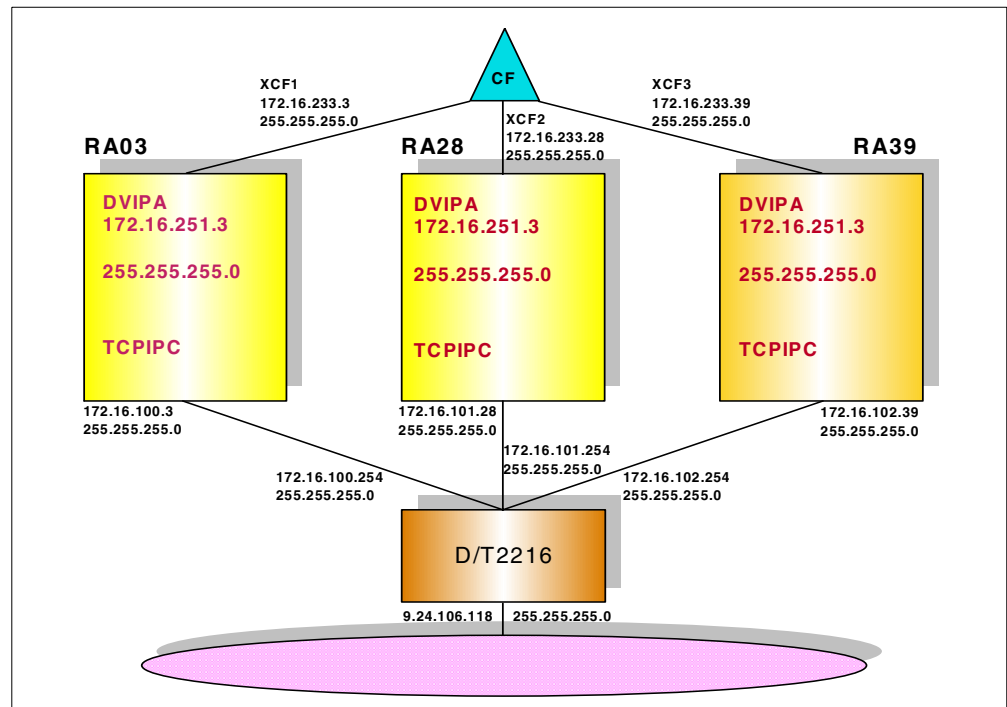 CF
XCF1
172.16.233.3
255.255.255.0
XCF2
172.16.233.28
255.255.255.0
XCF3
172.16.233.39
255.255.255.0
RA03
DVIPA
172.16.251.3
255.255.255.0
TCPIPC
RA28
DVIPA
172.16.251.3
255.255.255.0
TCPIPC
RA39
DVIPA
172.16.251.3
255.255.255.0
TCPIPC
172.16.100.3
255.255.255.0
172.16.101.28
255.255.255.0
172.16.102.39
255.255.255.0
172.16.100.254
255.255.255.0
172.16.101.254
255.255.255.0
172.16.102.254
255.255.255.0
D/T2216
9.24.106.118 255.255.255.0